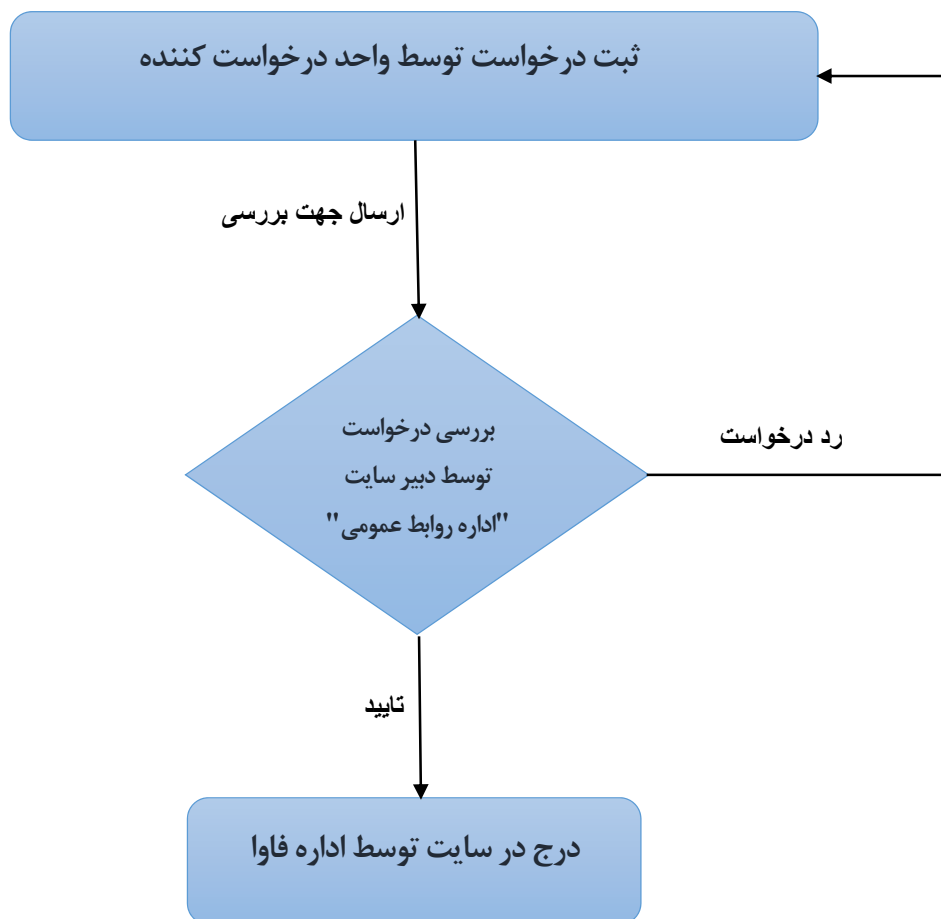 ثبت درخواست توسط واحد درخواست کننده
ارسال جهت بررسی
بررسی درخواست
توسط دبیر سایت
"اداره روابط عمومی"
رد درخواست
تایید
درج در سایت توسط اداره فاوا